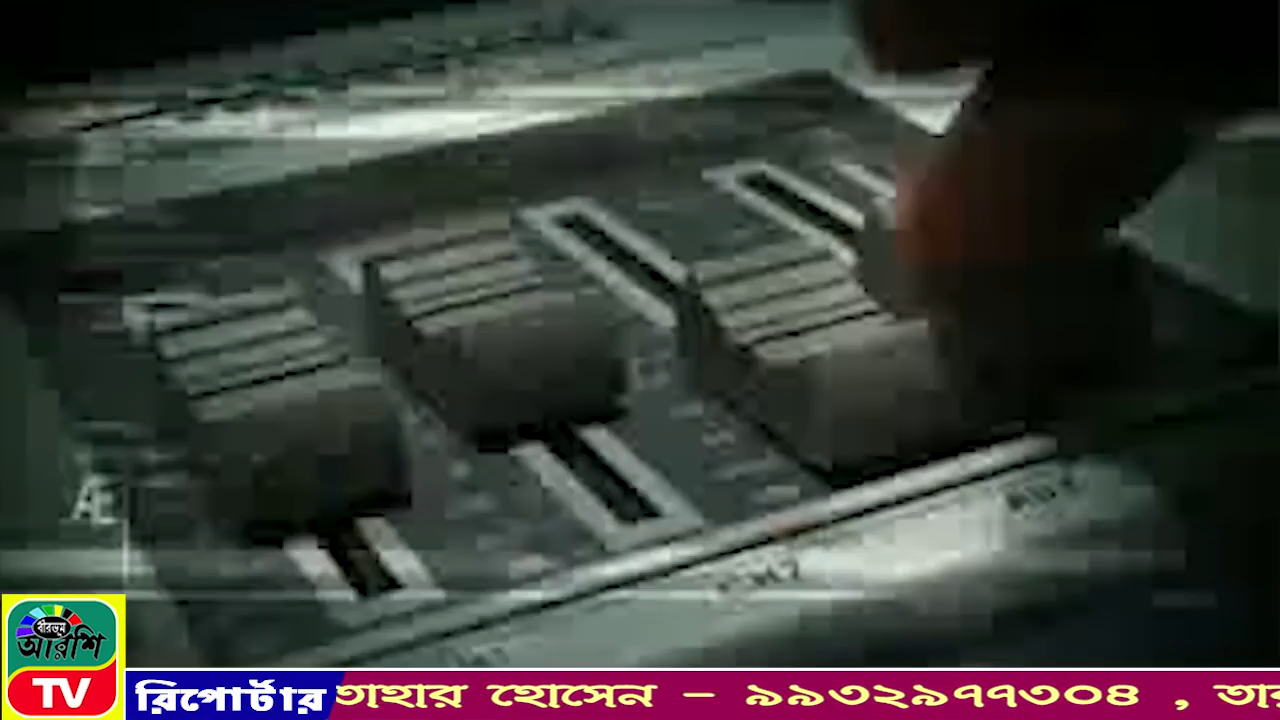 Æ
বীরভূম
আরশি
TV
রিপোর্টার
তাহার হোসেন - ৯৯৩২৯৭৭৩০৪ ,